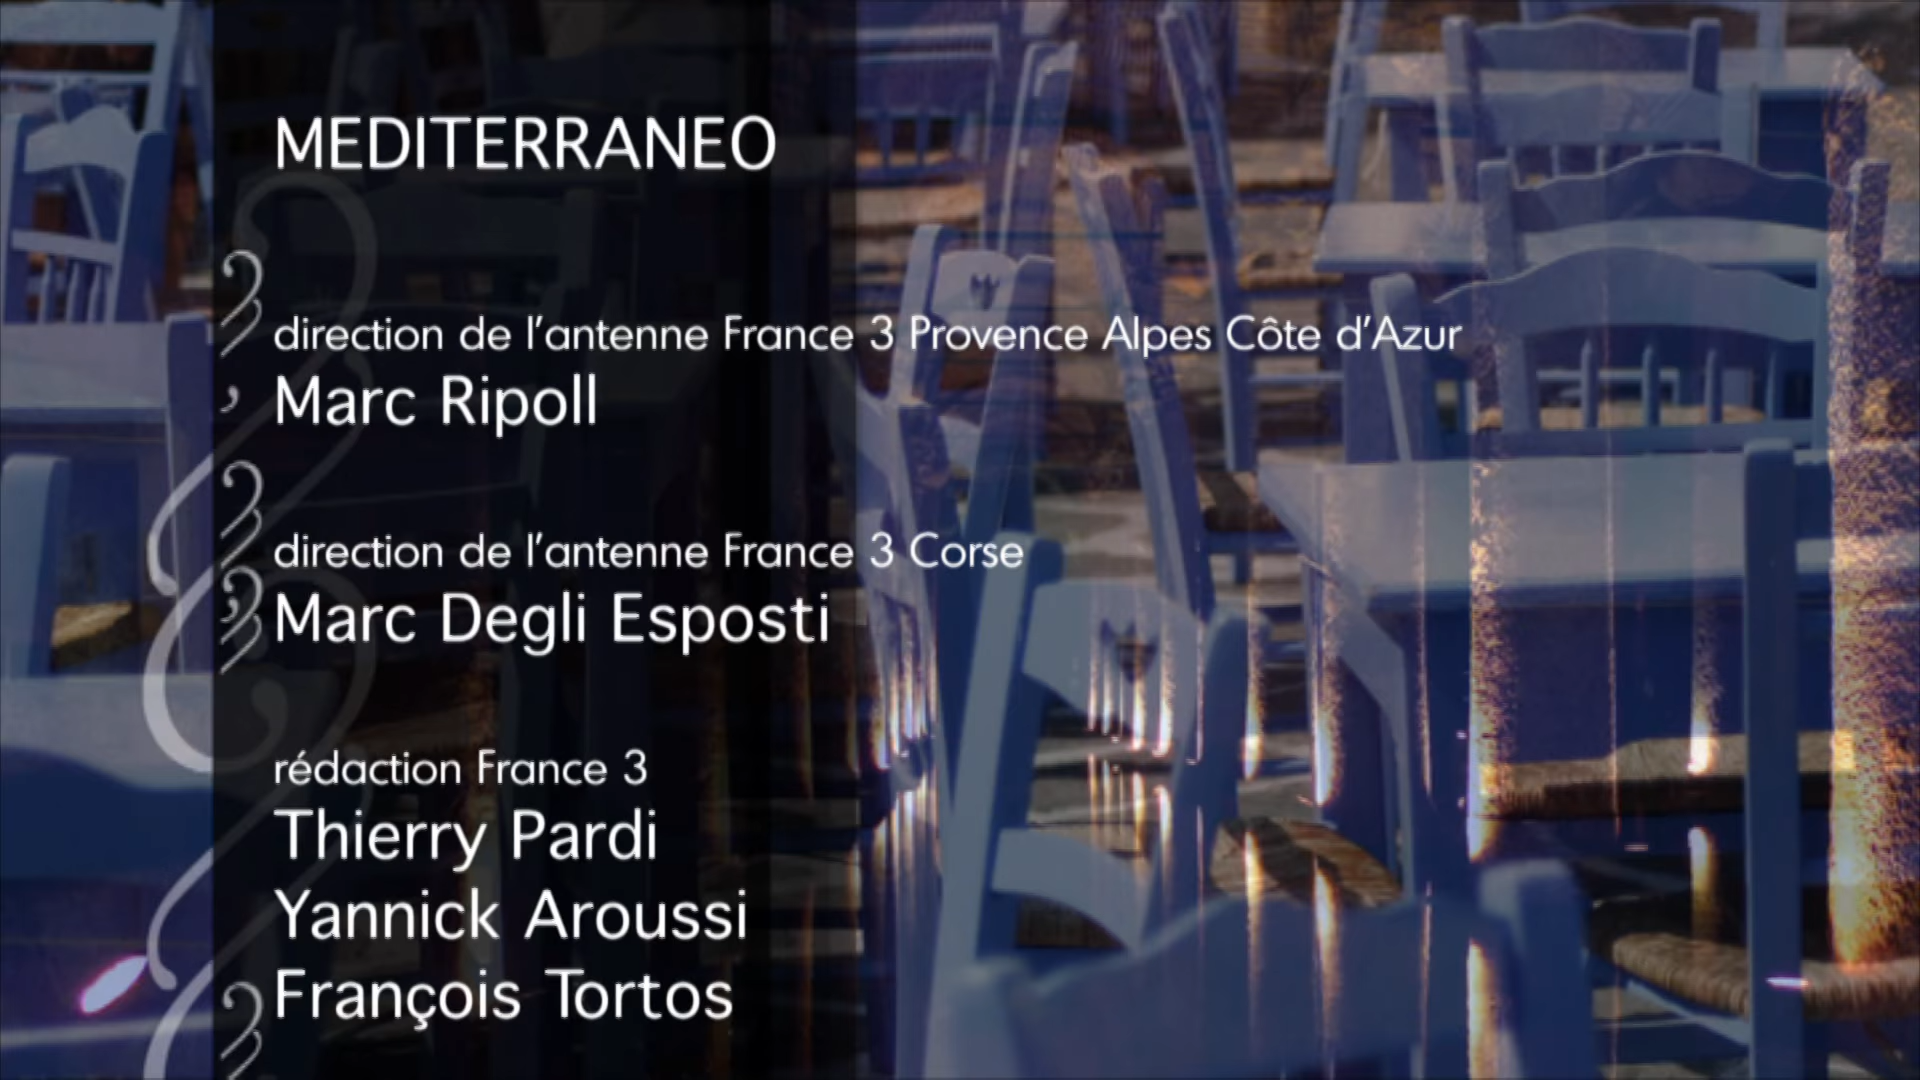 MEDITERRANEO
direction de l'antenne France 3 Provence Alpes Côte d'Azur
Marc Ripoll
direction de l'antenne France 3 Corse
Marc Degli Esposti
rédaction France 3
Thierry Pardi
Yannick Aroussi
François Tortos